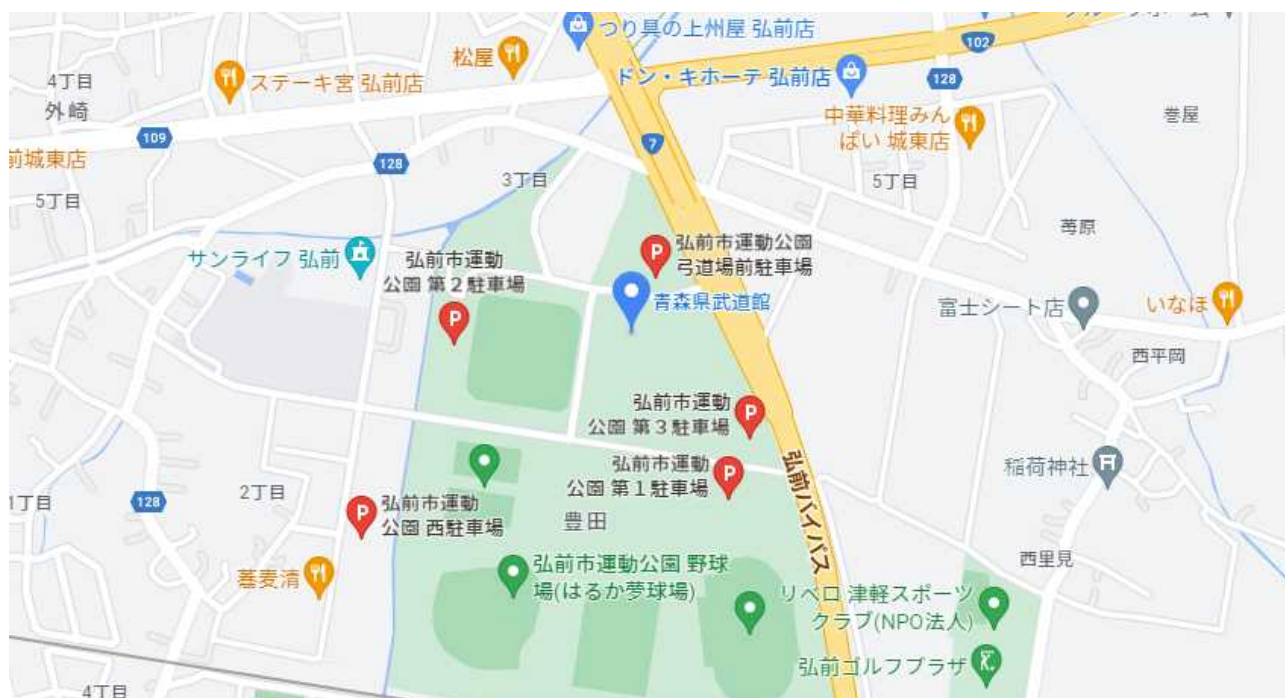 つり具の上州屋 弘前店
102
松屋
ドン・キホーテ 弘前店
4丁目
ステーキ宮 弘前店
128
外崎
中華料理みん
ぱい 城東店
巻屋
109
7
前城東店
128
3丁目
5丁目
5丁目
苺原
サンライフ 弘前
弘前市運動
公園 第2駐車場
弘前市運動公園
弓道場前駐車場
青森県武道館
富士シート店
いなほ
西平岡
弘前市運動
公園 第3駐車場
弘前市運動
公園 第1駐車場
弘前バイパス
稲荷神社
1丁目
128
2丁目
弘前市運動
公園 西駐車場
豊田
西里見
蕎麦清
弘前市運動公園 野球
場(はるか夢球場)
リベロ 津軽スポーツ
クラブ(NPO法人)
弘前ゴルフプラザ
4丁目